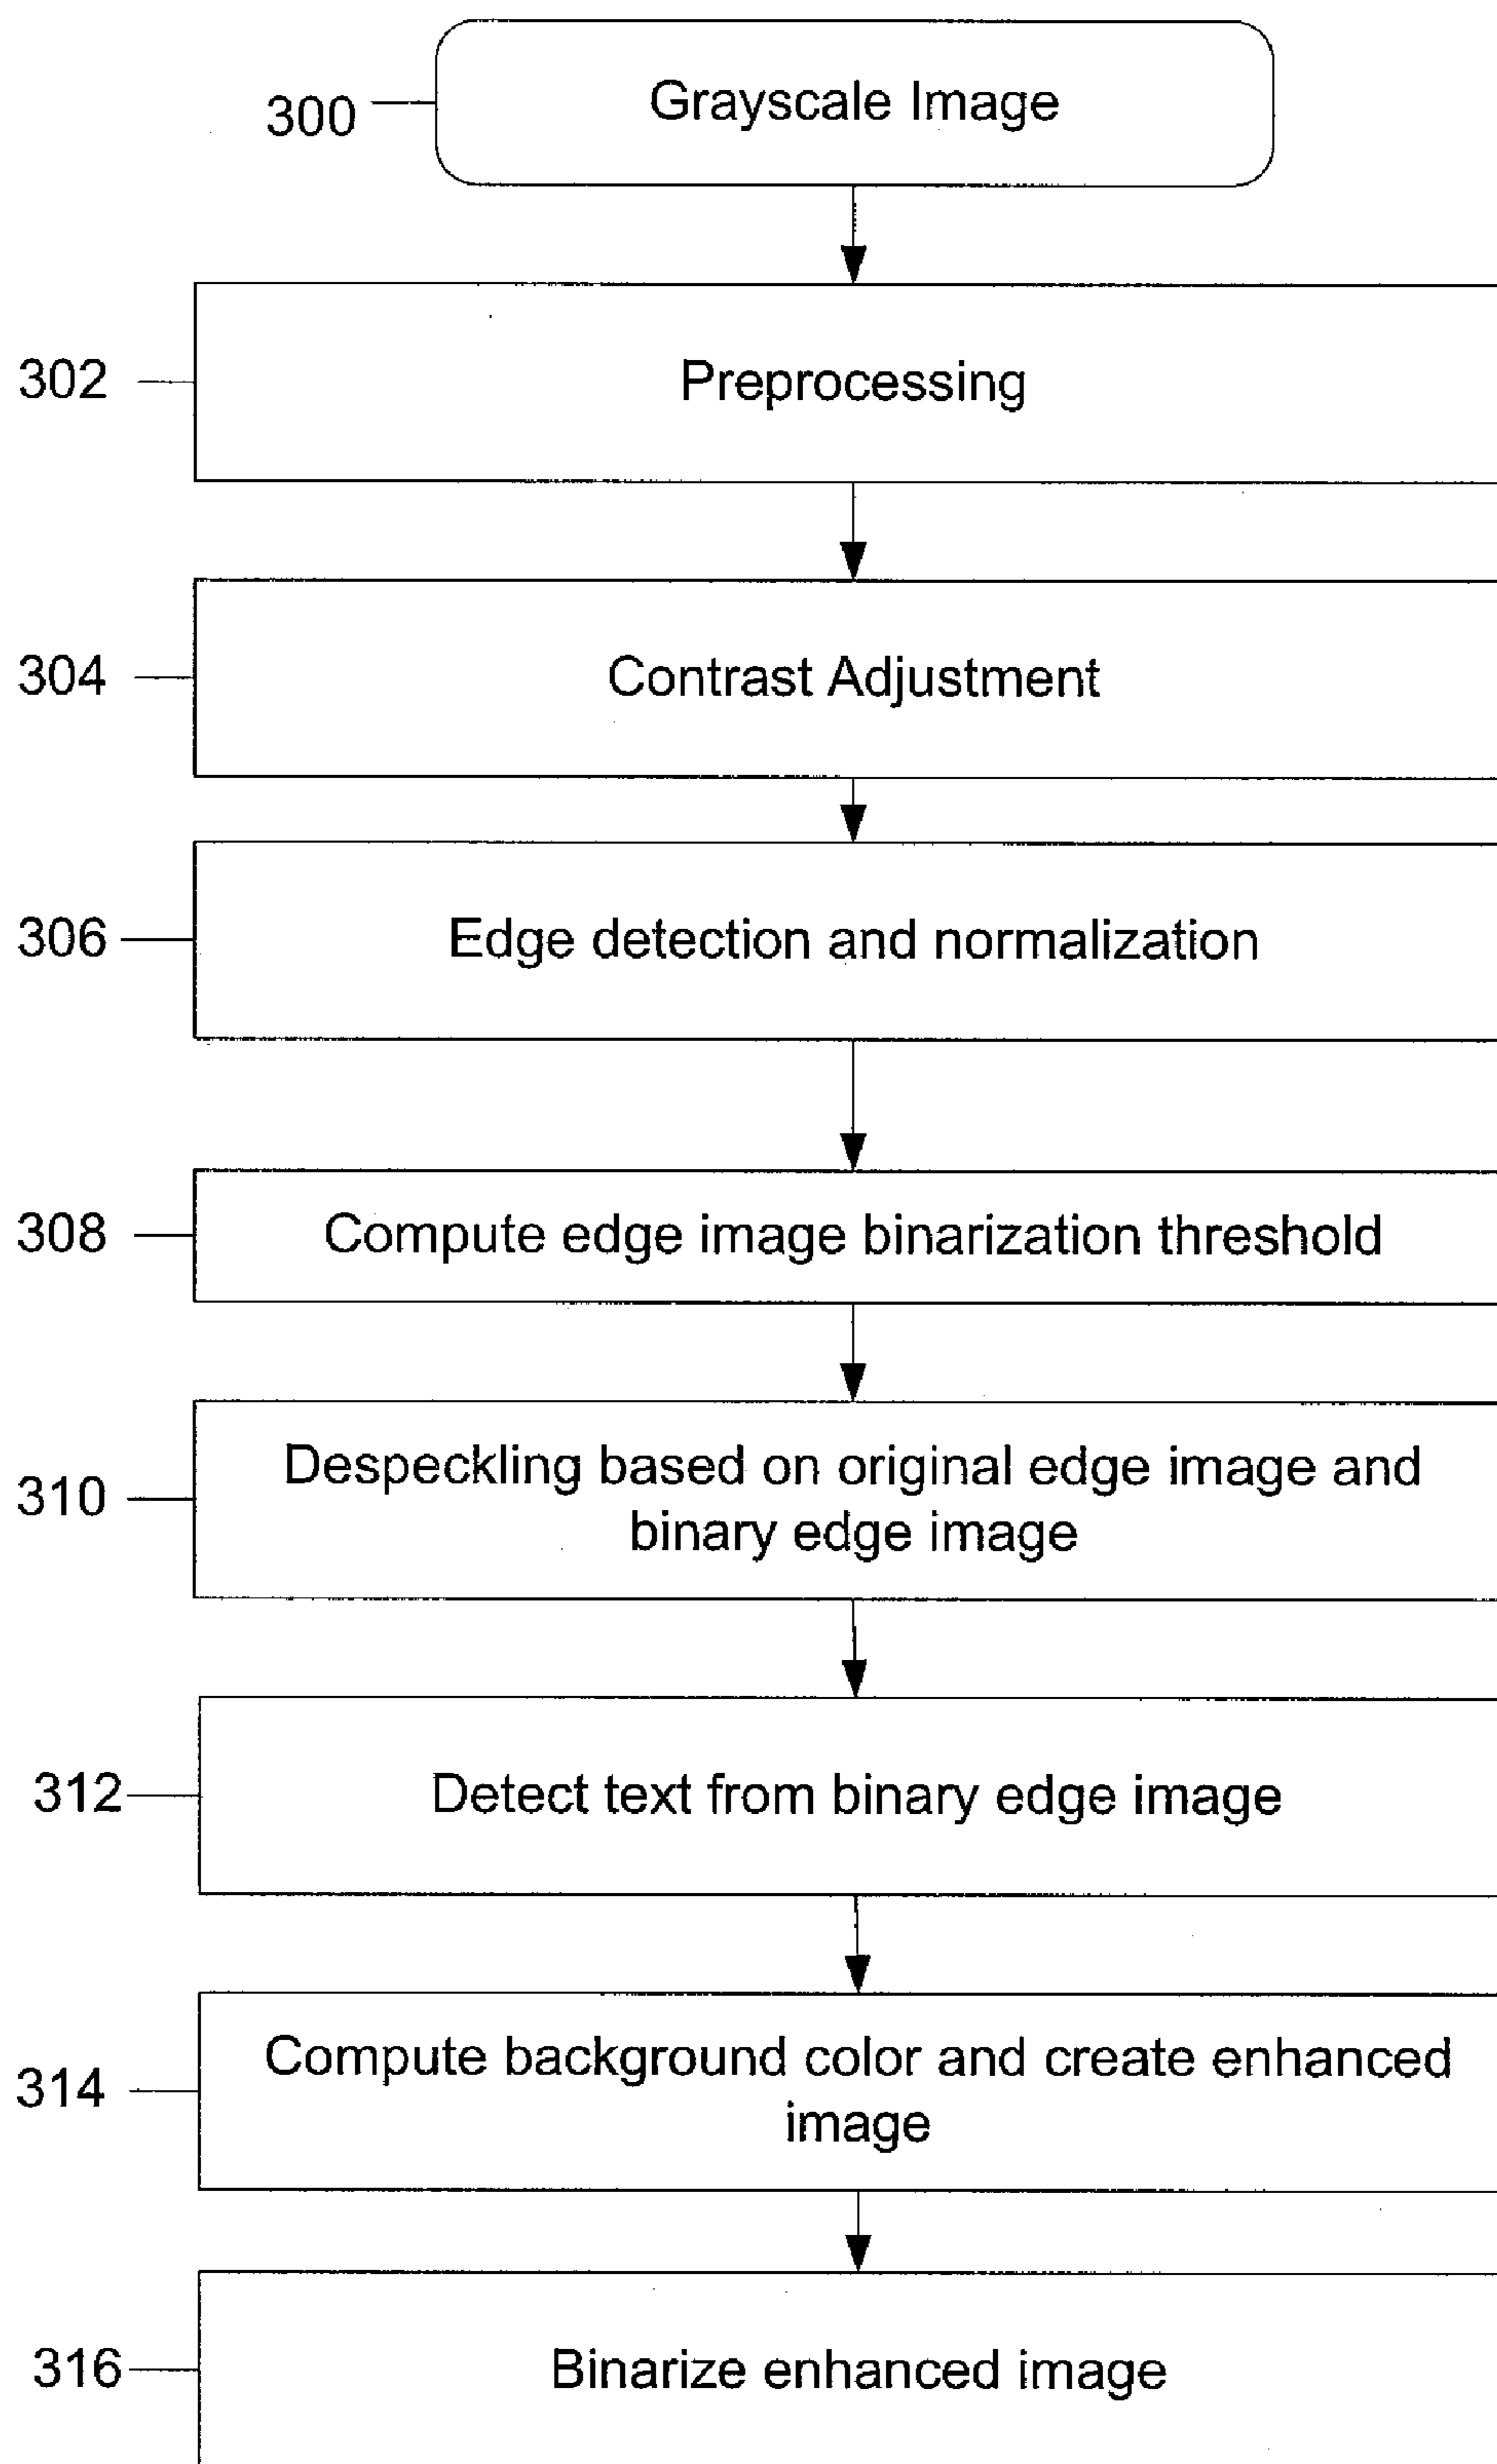 300
Grayscale Image
302
Preprocessing
304
Contrast Adjustment
306
Edge detection and normalization
308
Compute edge image binarization threshold
310
Despeckling based on original edge image and
binary edge image
312
Detect text from binary edge image
314
Compute background color and create enhanced
image
316
Binarize enhanced image